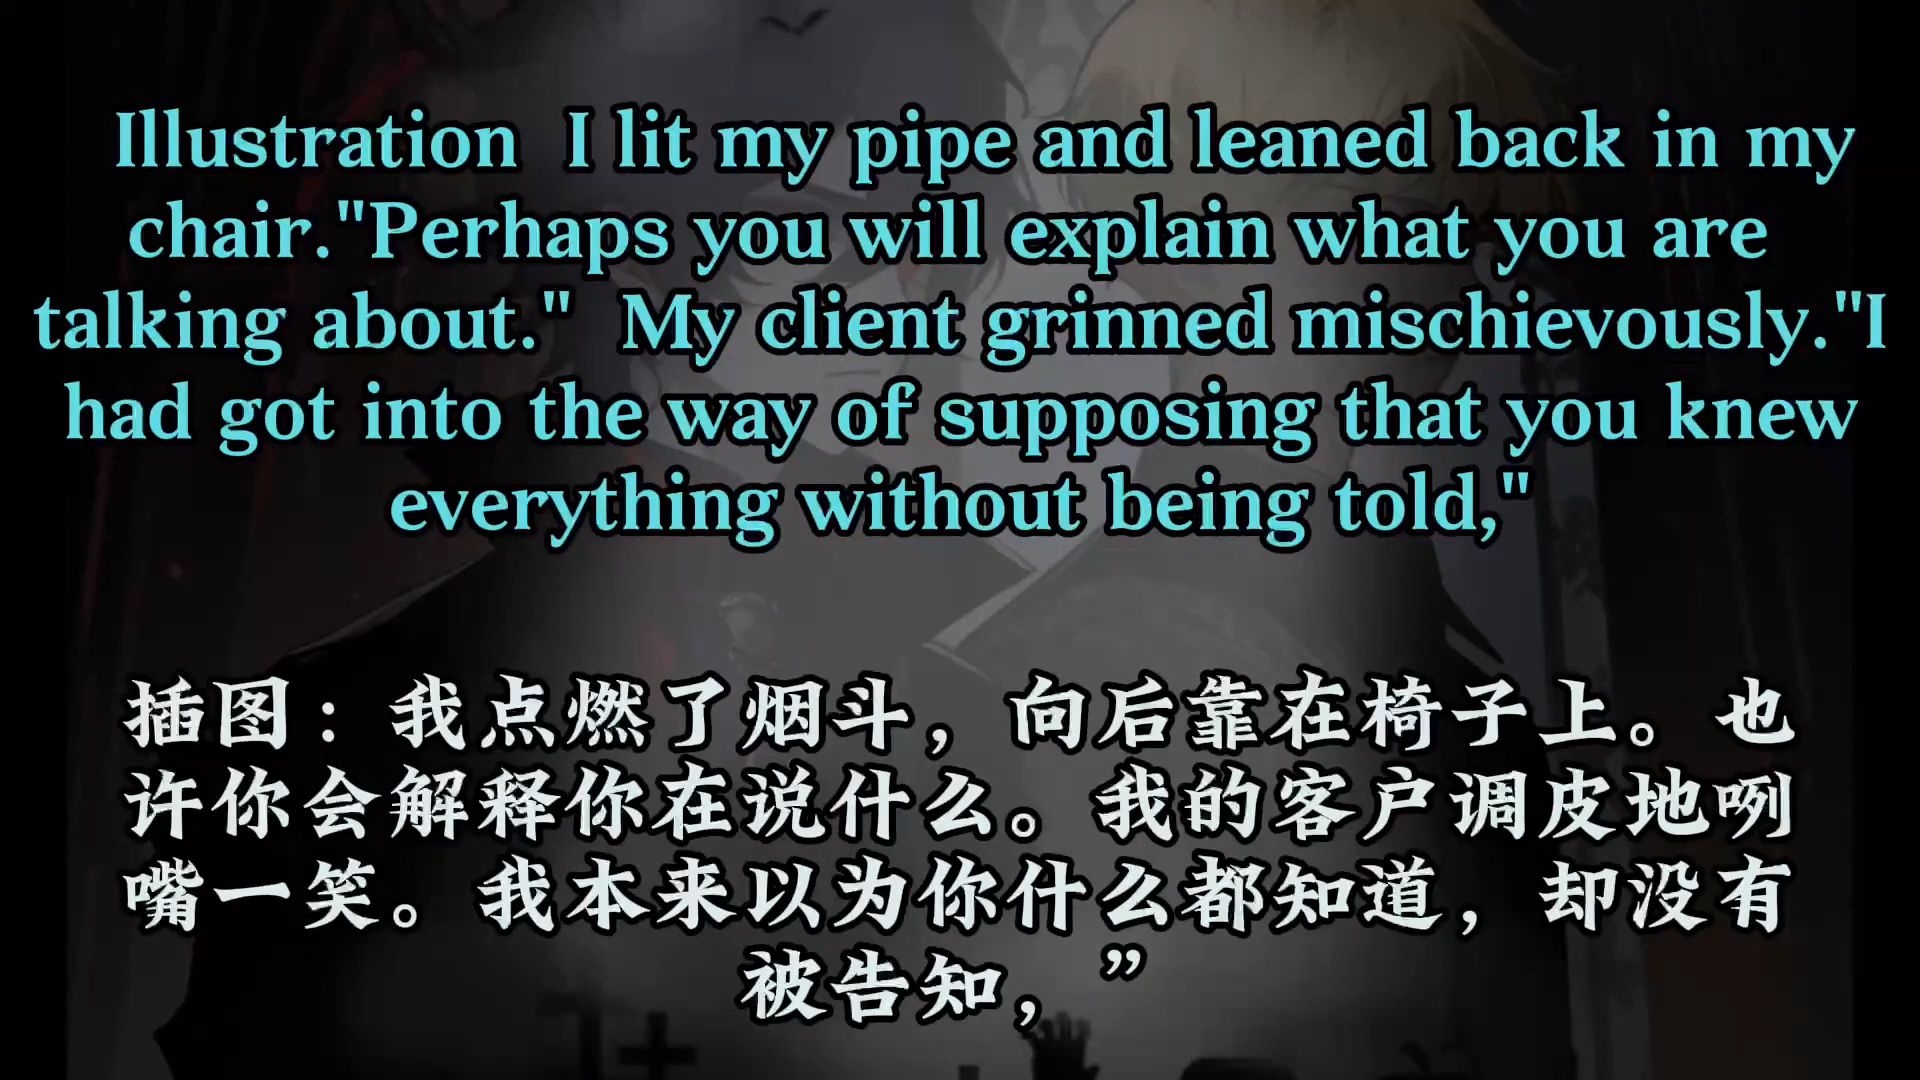 Illustration  I lit my pipe and leaned back in my
chair."Perhaps you will explain what you are
talking about."  My client grinned mischievously."I
had got into the way of supposing that you knew
everything without being told,"
插图：我点燃了烟斗，向后靠在椅子上。也
许你会解释你在说什么。我的客户调皮地咧
嘴一笑。我本来以为你什么都知道，却没有
被告知，”